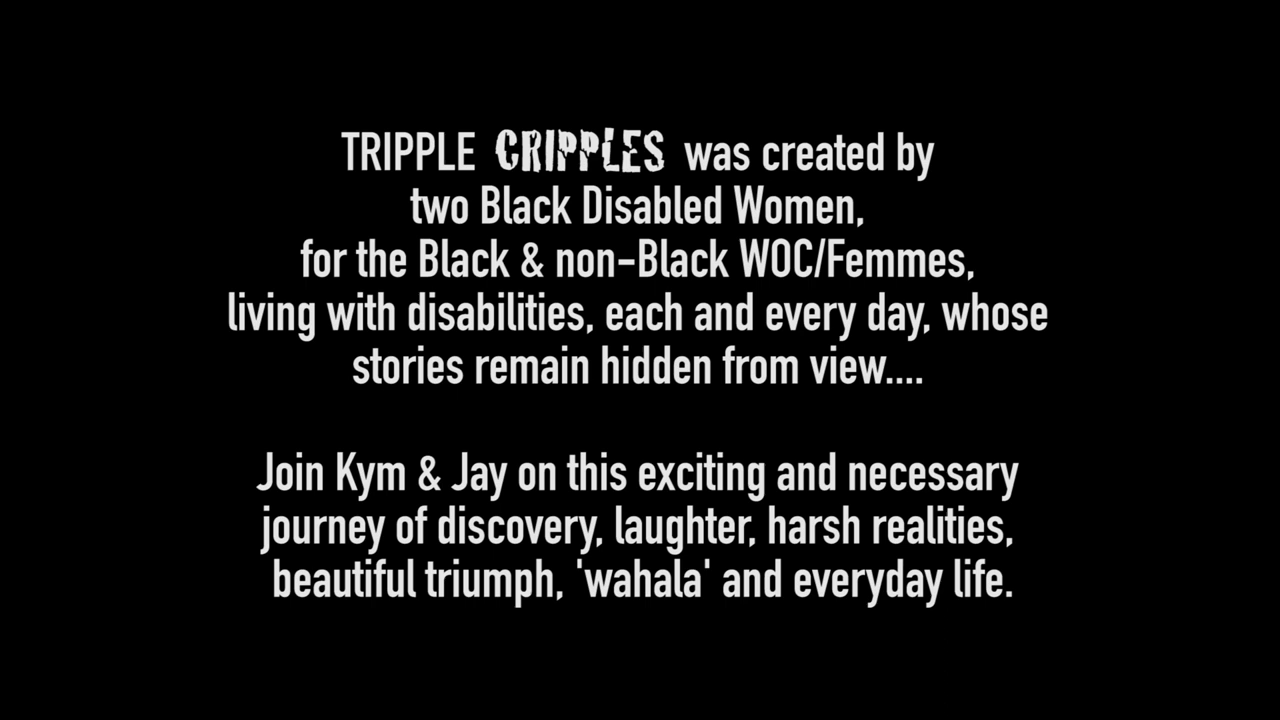 TRIPPLE CRIPPLES was created by
two Black Disabled Women,
for the Black & non-Black WOC/Femmes,
living with disabilities, each and every day, whose
stories remain hidden from view....
Join Kym & Jay on this exciting and necessary
journey of discovery, laughter, harsh realities,
beautiful triumph, 'wahala' and everyday life.